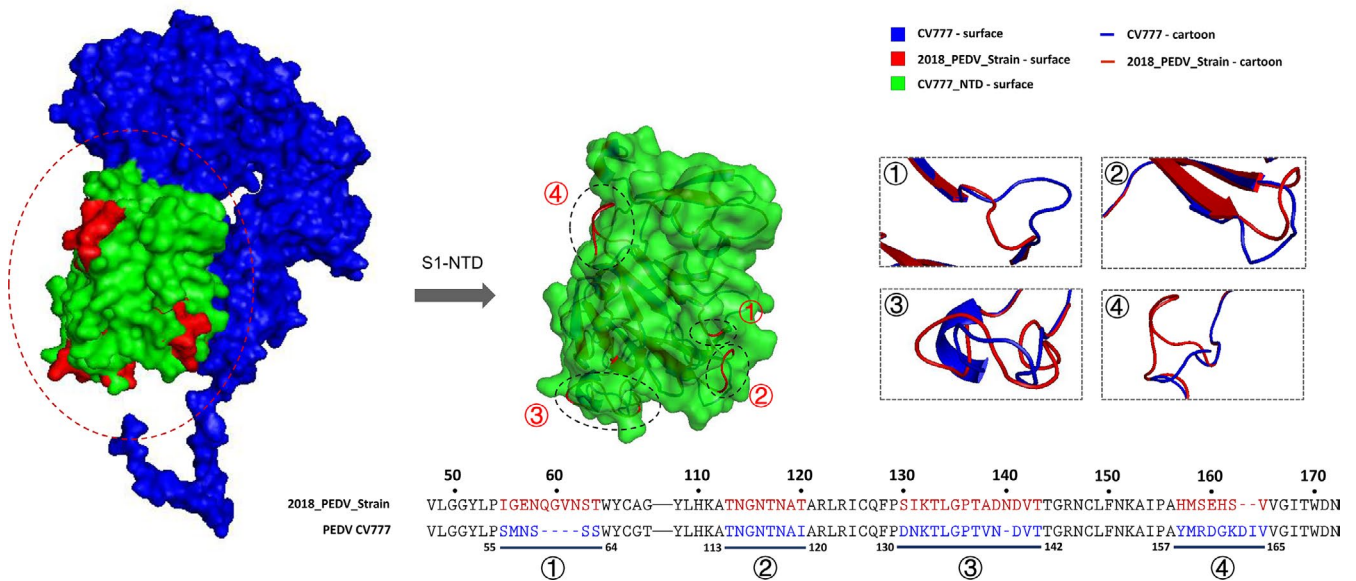 CV777 - surface
2018_PEDV_Strain - surface
CV777_NTD - surface
CV777 - cartoon
2018_PEDV_Strain - cartoon
S1-NTD
④
①
②
③
①
②
③
④
50 60 110 120 130 140 150 160 170
2018_PEDV_Strain VLGGYLPIGENQGVNSTWYCAG—YLHKATNGNTNATARLRICQFPSIKTLGPTADNDVTTGRNCLFNKAIPAHMSEHS--VVGITWDN
PEDV CV777 VLGGYLPSMNS----SSWYCGT—YLHKATNGNTNAIARLRICQFPDNKTLGPTVN-DVTTGRNCLFNKAIPAYMRDGKDIVVGITWDN
55 64 113 120 130 142 157 165
① ② ③ ④